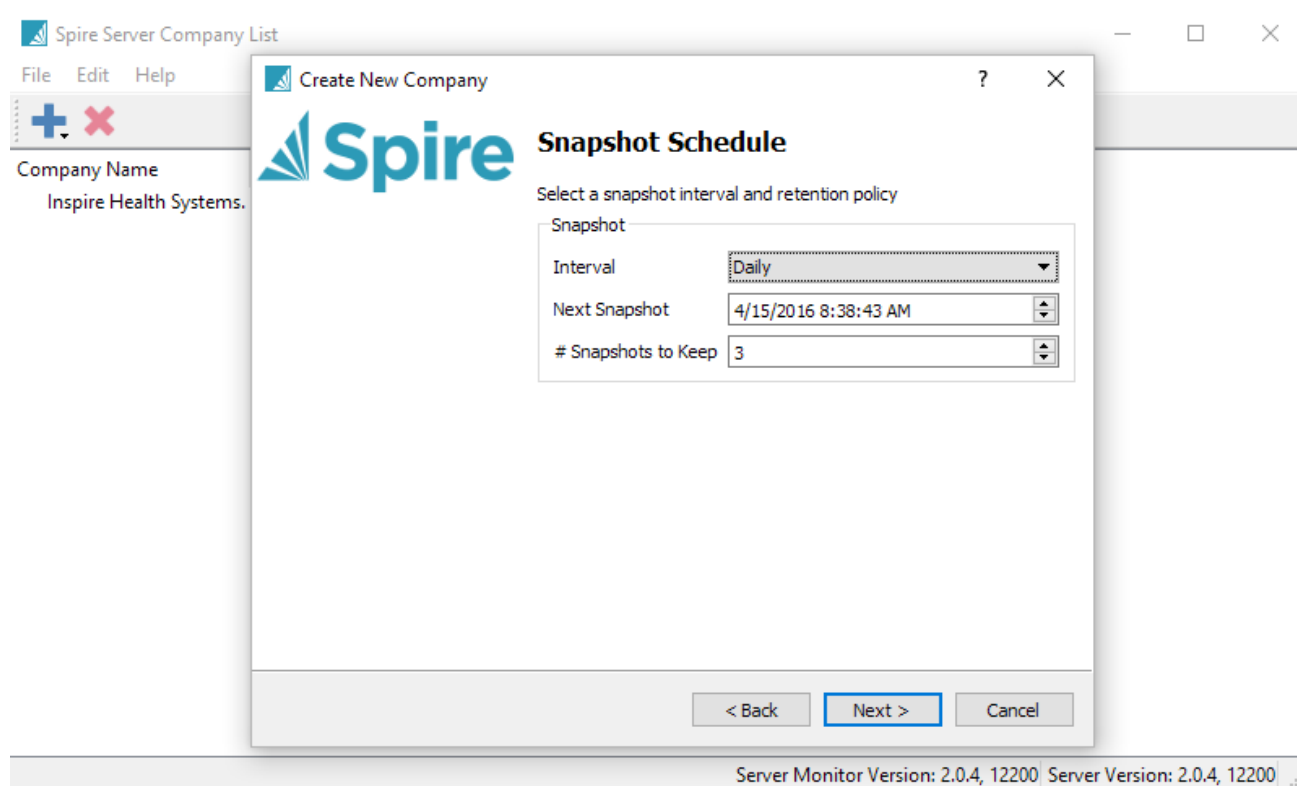 Spire Server Company List
File Edit Help
Create New Company
?
Spire
Snapshot Schedule
Company Name
Inspire Health Systems.
Select a snapshot interval and retention policy
Snapshot
Interval Daily
Next Snapshot 4/15/2016 8:38:43 AM
# Snapshots to Keep 3
< Back Next > Cancel
Server Monitor Version: 2.0.4, 12200 Server Version: 2.0.4, 12200